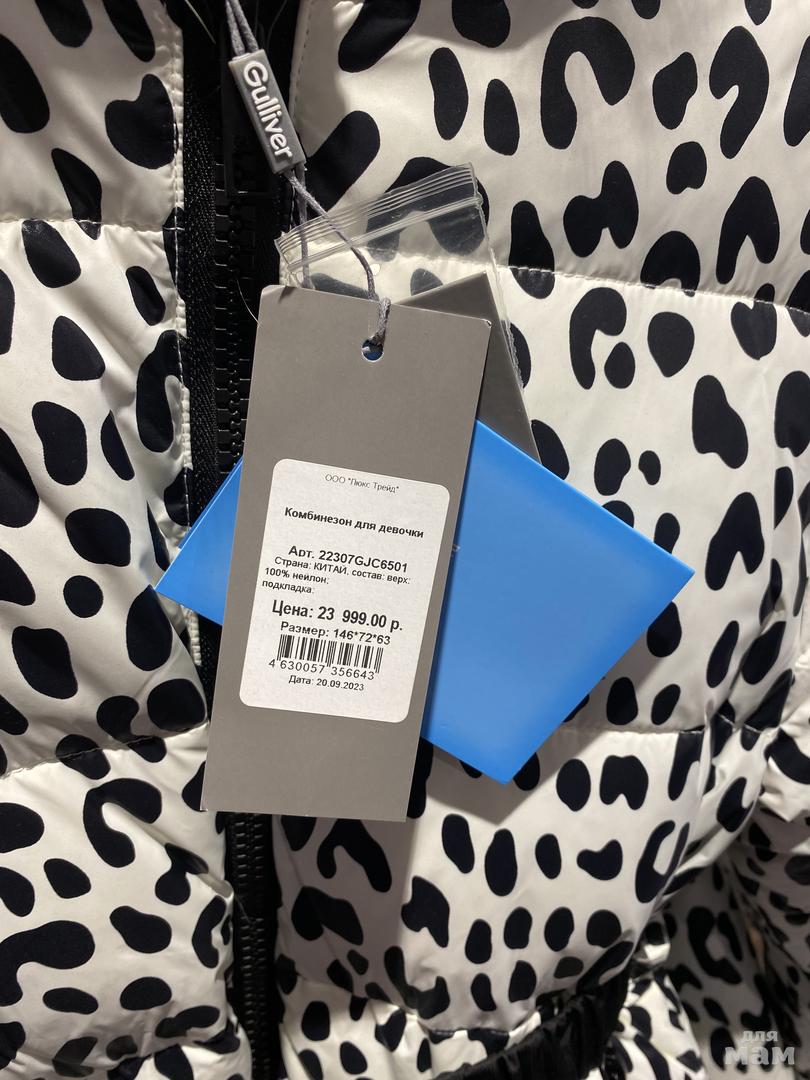 Gulliver
ООО "Люкс Трейд"
Комбинезон для девочки
Арт. 22307GJC6501
Страна: КИТАЙ, состав: верх:
100% нейлон;
подкладка:
Цена: 23 999.00 р.
Размер: 146*72*63
4 630057 356643
Дата: 20.09.2023
для
мам